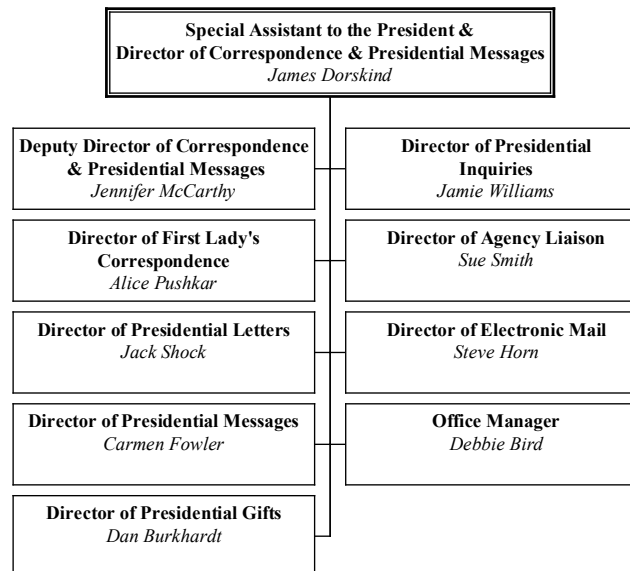 Special Assistant to the President &
Director of Correspondence & Presidential Messages
James Dorskind
Deputy Director of Correspondence
& Presidential Messages
Jennifer McCarthy
Director of Presidential
Inquiries
Jamie Williams
Director of First Lady's
Correspondence
Alice Pushkar
Director of Agency Liaison
Sue Smith
Director of Presidential Letters
Jack Shock
Director of Electronic Mail
Steve Horn
Director of Presidential Messages
Carmen Fowler
Office Manager
Debbie Bird
Director of Presidential Gifts
Dan Burkhardt